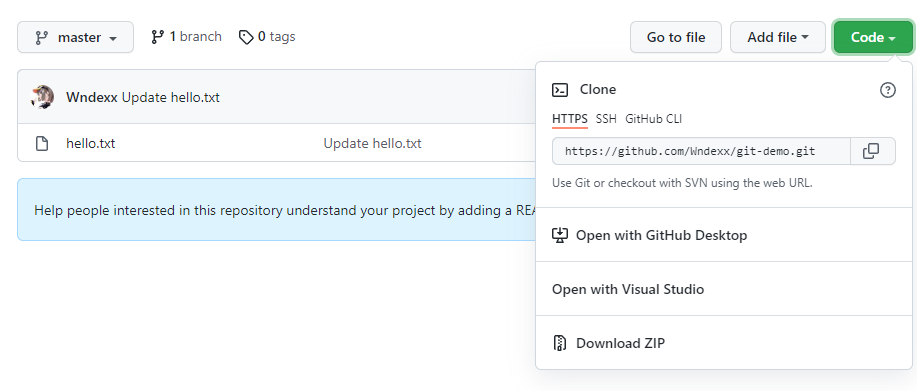 master 1 branch 0 tags Go to file Add file Code
Wndexx Update hello.txt
hello.txt Update hello.txt
Help people interested in this repository understand your project by adding a REA
Clone
HTTPS SSH GitHub CLI
https://github.com/Wndexx/git-demo.git
Use Git or checkout with SVN using the web URL.
Open with GitHub Desktop
Open with Visual Studio
Download ZIP